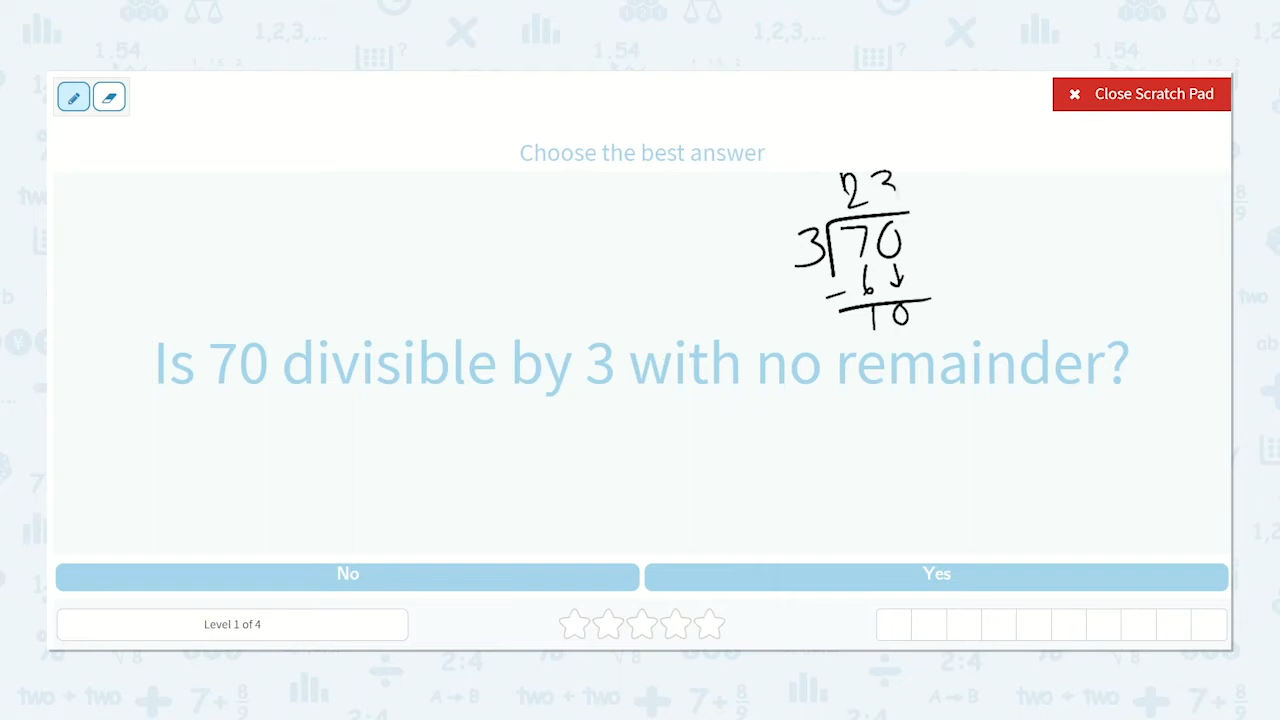 Close Scratch Pad
Choose the best answer
23
3 70
- 6 ↓
10
Is 70 divisible by 3 with no remainder?
No
Yes
Level 1 of 4